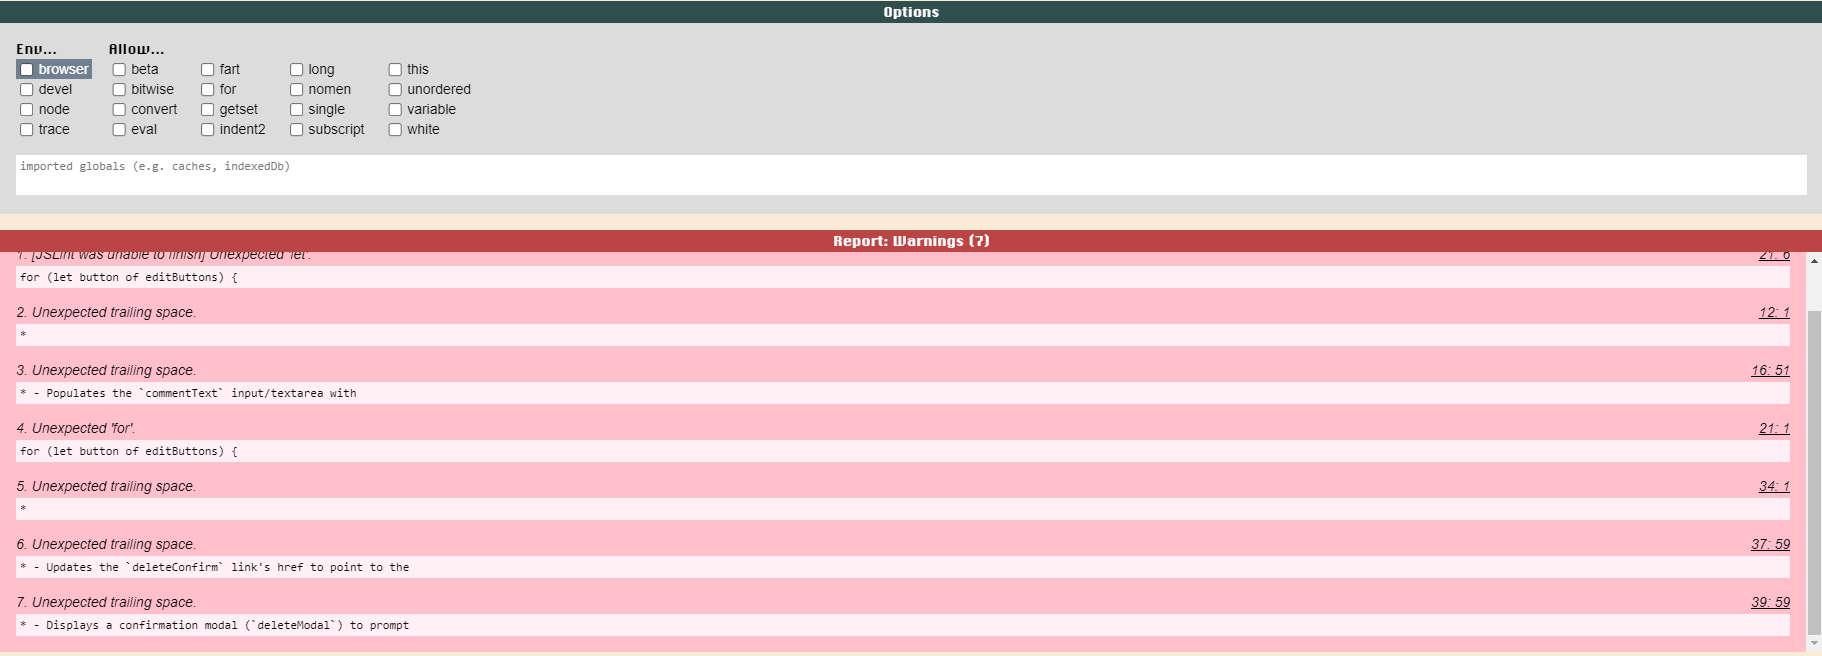 Options
Env... Allow...
browser beta fart long this
devel bitwise for nomen unordered
node convert getset single variable
trace eval indent2 subscript white
imported globals (e.g. caches, indexedDb)
Report: Warnings (7)
1. [JSLint was unable to finish] Unexpected 'let'. 21: 6
for (let button of editButtons) {
2. Unexpected trailing space. 12: 1
*
3. Unexpected trailing space. 16: 51
* - Populates the `commentText` input/textarea with
4. Unexpected 'for'. 21: 1
for (let button of editButtons) {
5. Unexpected trailing space. 34: 1
*
6. Unexpected trailing space. 37: 59
* - Updates the `deleteConfirm` link's href to point to the
7. Unexpected trailing space. 39: 59
* - Displays a confirmation modal (`deleteModal`) to prompt